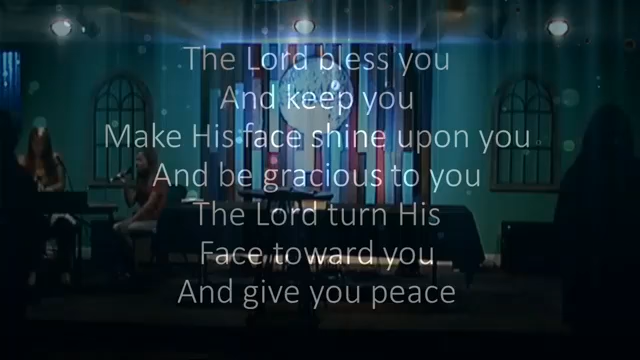 The Lord bless you
And keep you
Make His face shine upon you
And be gracious to you
The Lord turn His
Face toward you
And give you peace